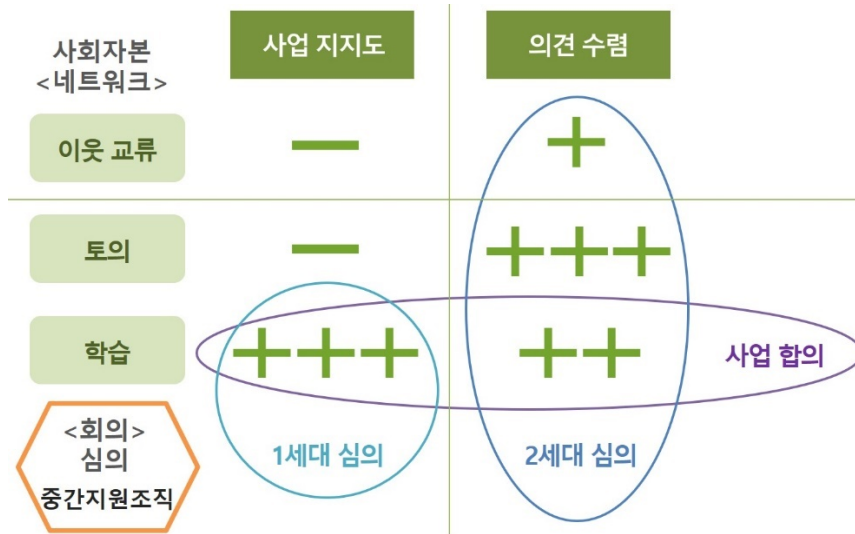 사회자본
<네트워크>
사업 지지도
의견 수렴
이웃 교류
—
+
토의
—
+++
학습
+++
++
사업 합의
<회의>
심의
중간지원조직
1세대 심의
2세대 심의